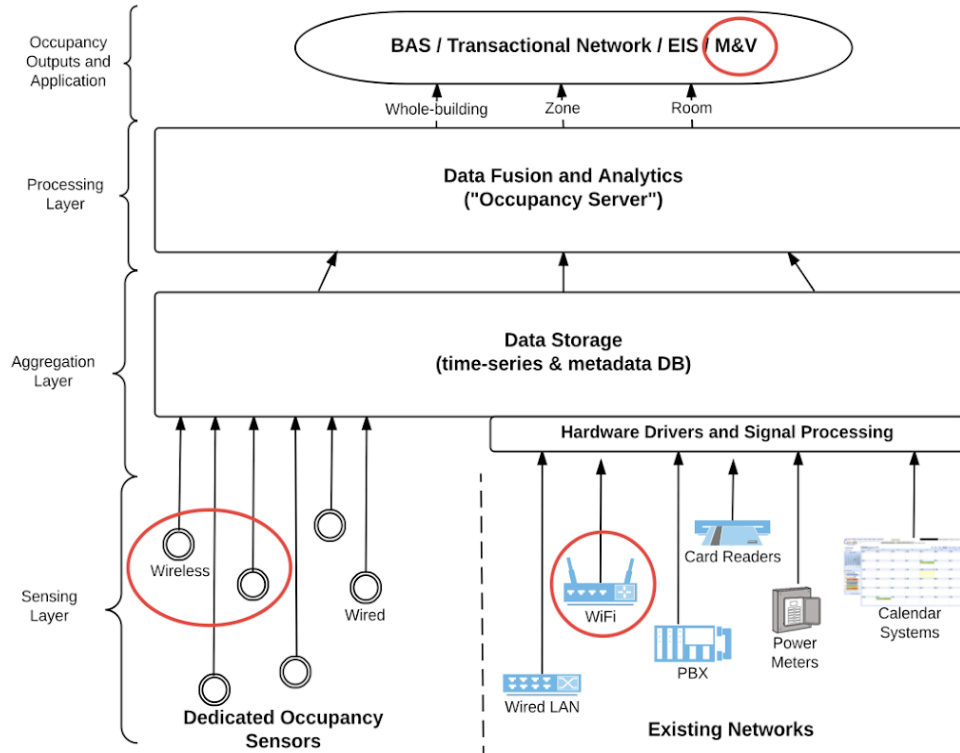 Occupancy
Outputs and
Application
BAS / Transactional Network / EIS / M&V
Whole-building
Zone
Room
Processing
Layer
Data Fusion and Analytics
("Occupancy Server")
Aggregation
Layer
Data Storage
(time-series & metadata DB)
Hardware Drivers and Signal Processing
Sensing
Layer
Wireless
Wired
Dedicated Occupancy
Sensors
Card Readers
WiFi
Calendar
Systems
Power
Meters
PBX
Wired LAN
Existing Networks